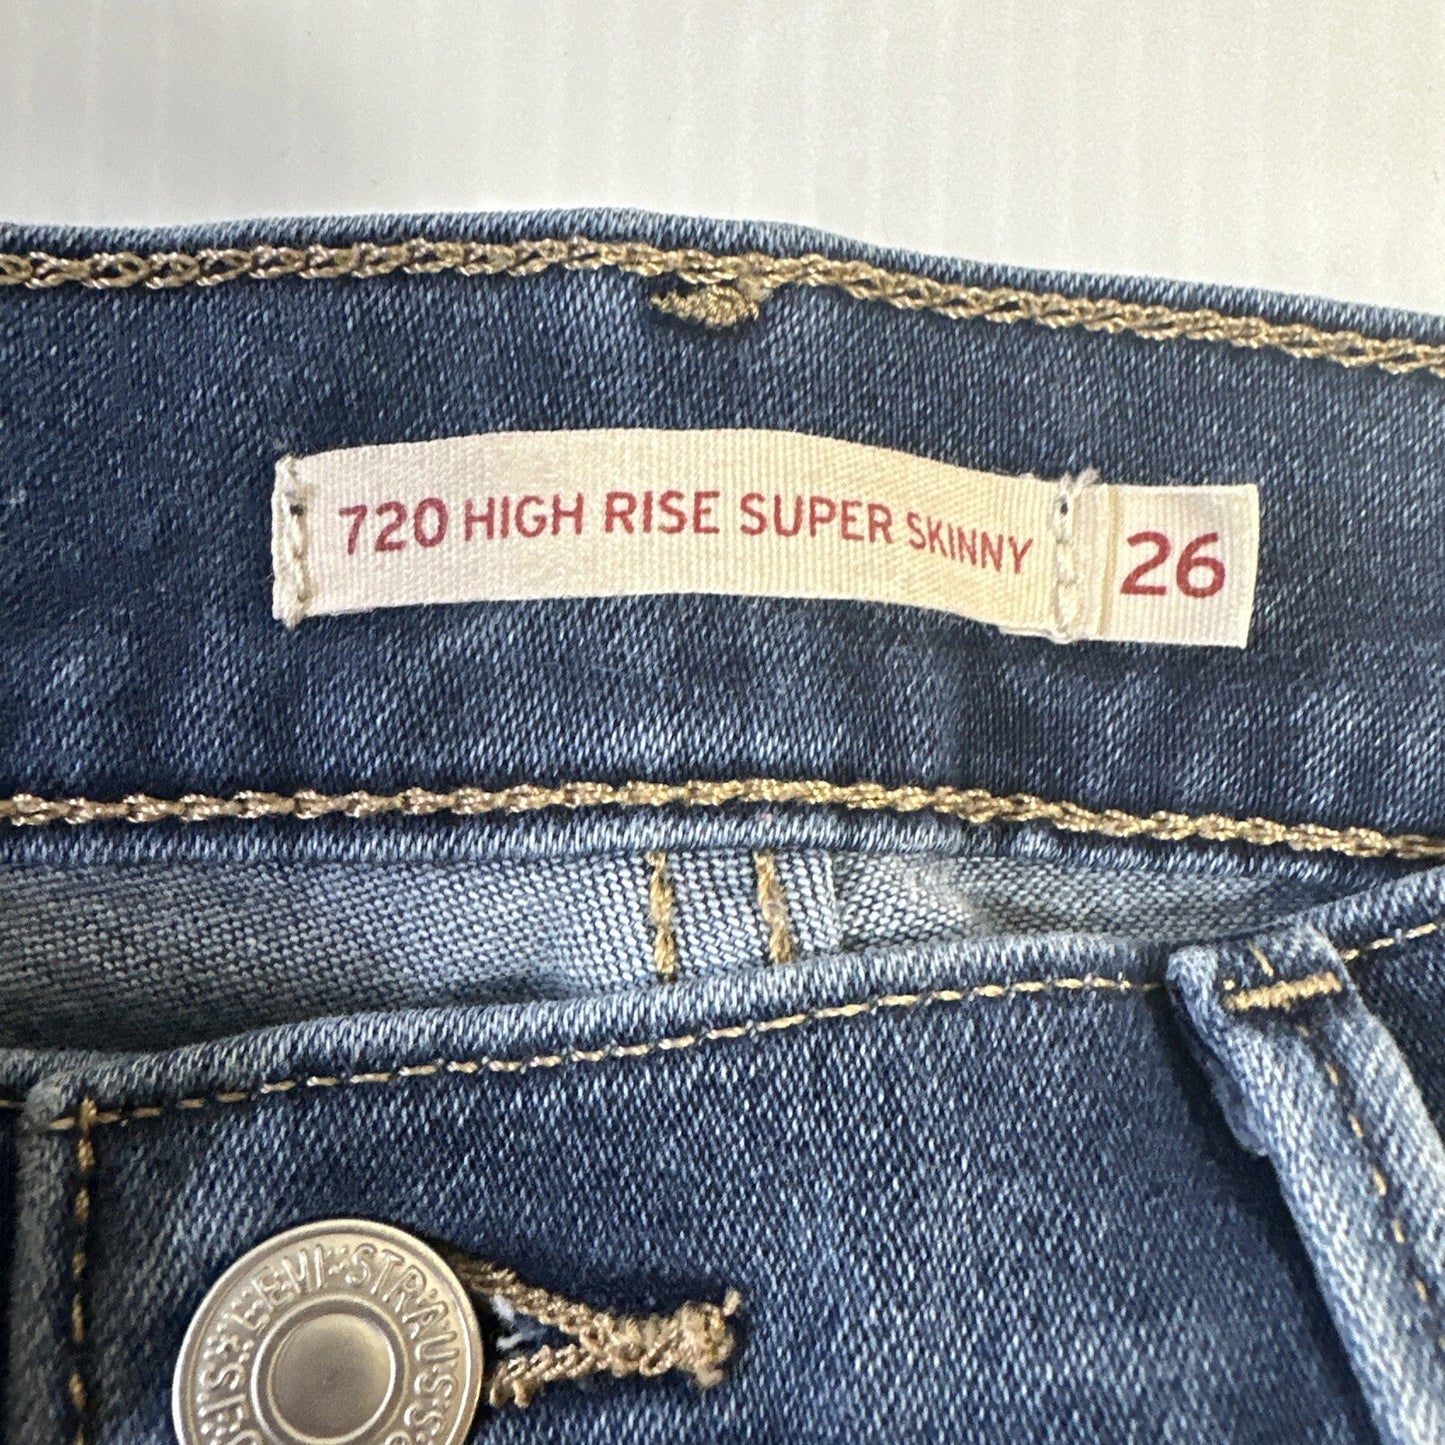 720 HIGH RISE SUPER SKINNY
26
LEVI STRAUSS &